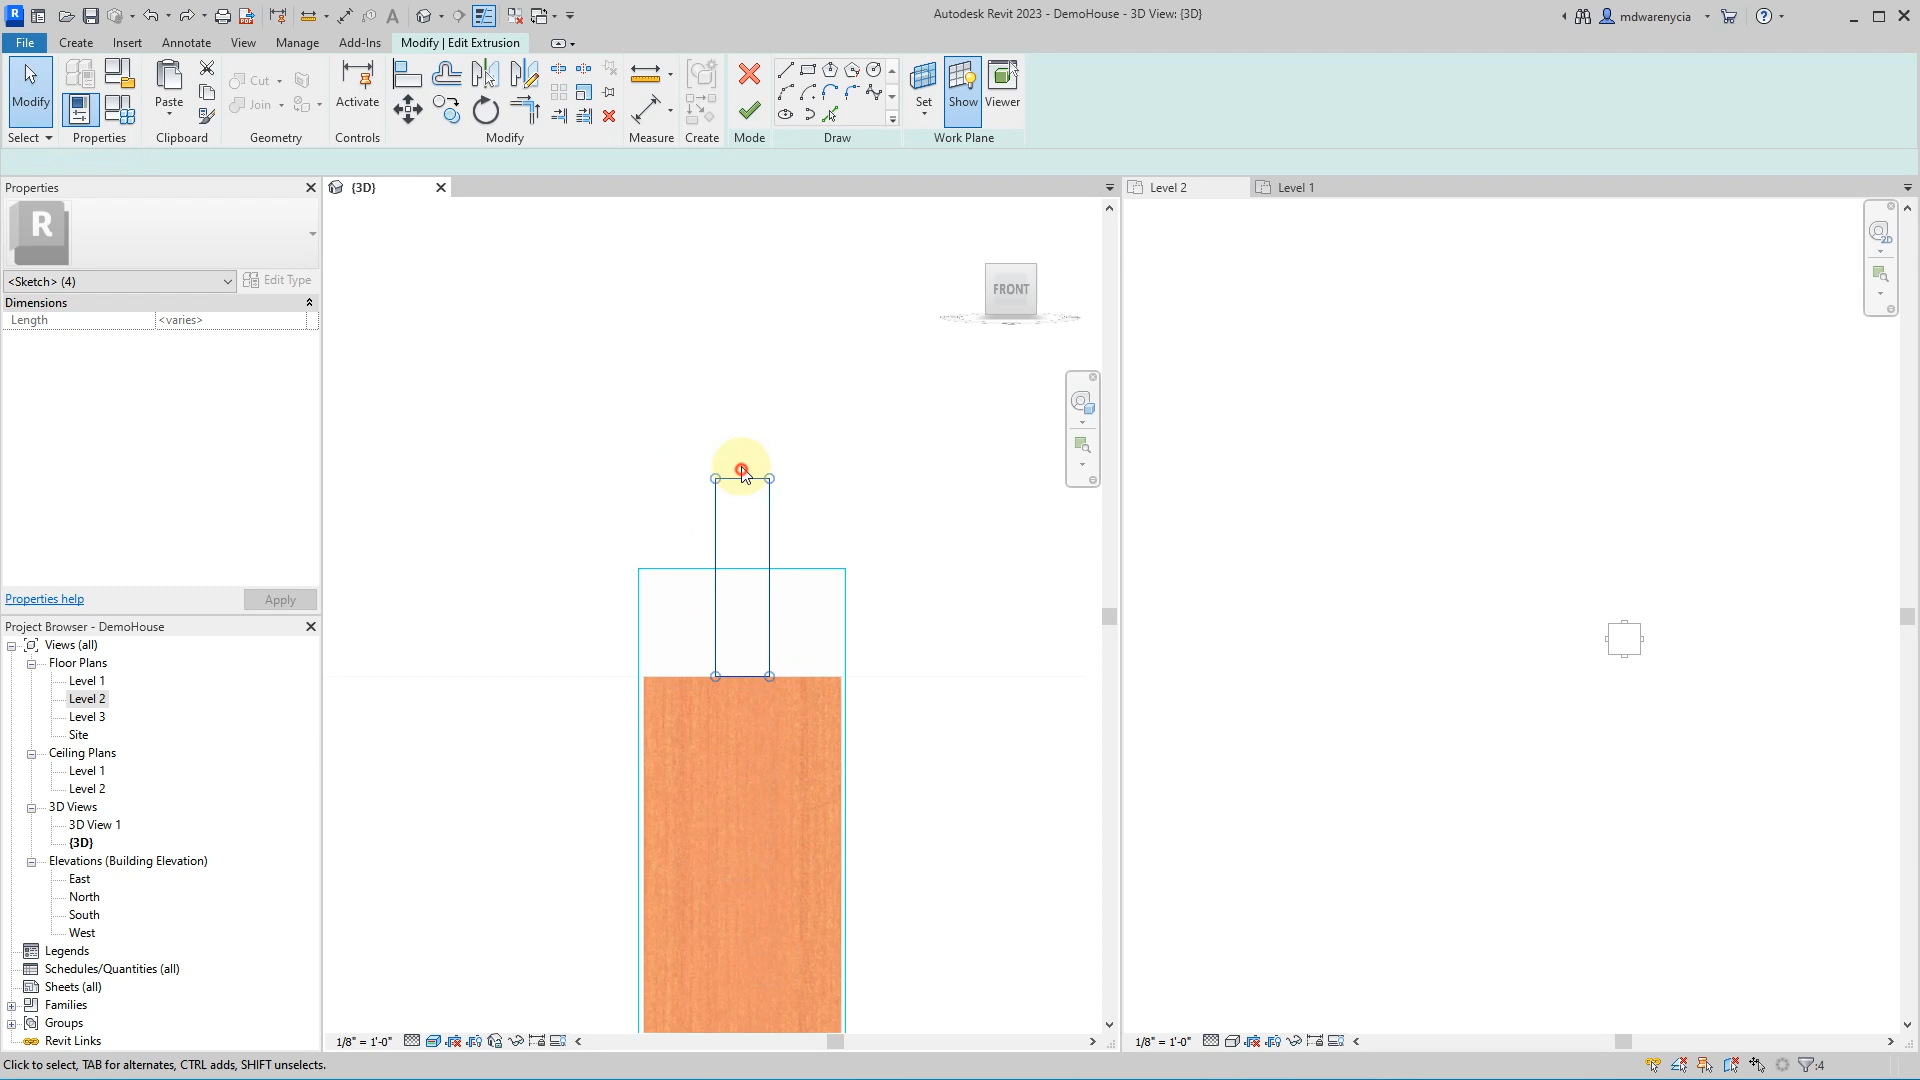 Autodesk Revit 2023 - DemoHouse - 3D View: {3D}
mdwarenycia
File
Create
Insert
Annotate
View
Manage
Add-Ins
Modify | Edit Extrusion
Modify
Paste
Cut
Join
Activate
Set
Show
Viewer
Select
Properties
Clipboard
Geometry
Controls
Modify
Measure
Create
Mode
Draw
Work Plane
Properties
{3D}
Level 2
Level 1
R
<Sketch> (4)
Edit Type
Dimensions
Length
<varies>
FRONT
2D
Properties help
Apply
Project Browser - DemoHouse
Views (all)
Floor Plans
Level 1
Level 2
Level 3
Site
Ceiling Plans
Level 1
Level 2
3D Views
3D View 1
{3D}
Elevations (Building Elevation)
East
North
South
West
Legends
Schedules/Quantities (all)
Sheets (all)
Families
Groups
Revit Links
1/8" = 1'-0"
1/8" = 1'-0"
Click to select, TAB for alternates, CTRL adds, SHIFT unselects.
:4